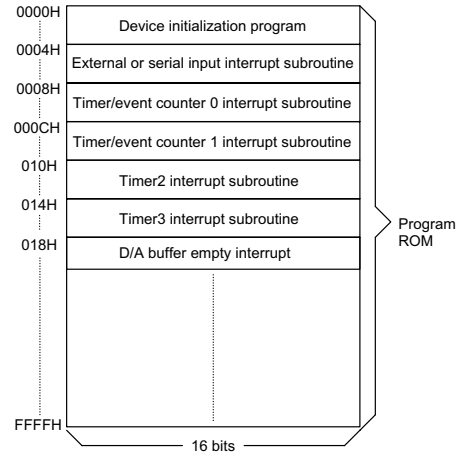 0000H
Device initialization program
0004H
External or serial input interrupt subroutine
0008H
Timer/event counter 0 interrupt subroutine
000CH
Timer/event counter 1 interrupt subroutine
010H
Timer2 interrupt subroutine
014H
Timer3 interrupt subroutine
018H
D/A buffer empty interrupt
Program
ROM
FFFFH
16 bits